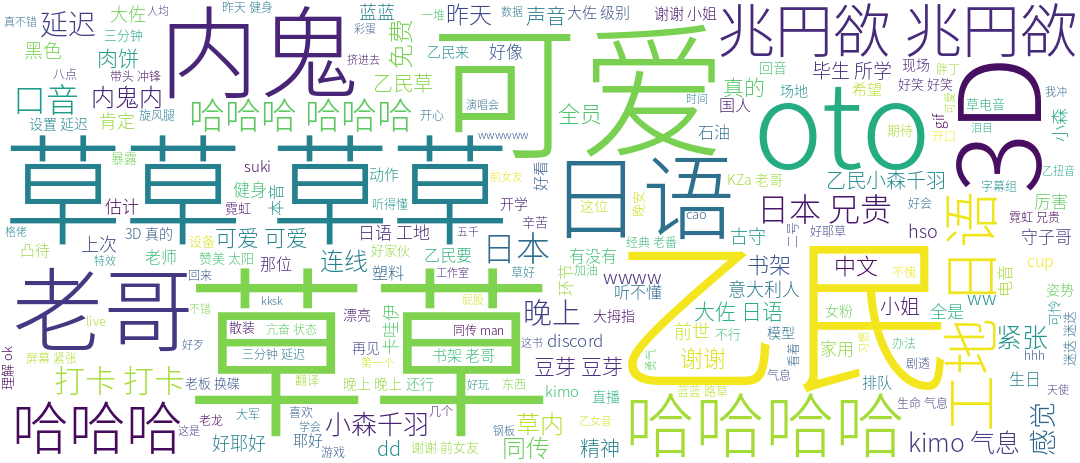 真不错 人均 昨天 健身 大佐 蓝蓝 一堆 昨天 数据 声音 大佐 级别 谢谢 小姐 兆円欲 兆円欲
延迟 三分钟 彩蛋 免费 乙民来 好像 挤进去
黑色 肉饼 八点 带头 冲锋 内鬼 可爱 回音 毕生 所学 现场 胖丁
口音 内鬼内 旋风腿 乙民草 真的 场地 希望 好笑 好笑 我冲
设置 延迟 肯定 哈哈哈 哈哈哈 演唱会 开心 全员 国人 时间 oto gif 可爱 草电音 小森
草草 草草 暴露 suki 动作 wwwwww 前女友 好看 石油 期待 开口 泪目 3D
健身 本音 听得懂 日语 晚安 KZa 老哥 乙民小森千羽 字幕组 乙扭音
格佬 估计 霓虹 开学 这位 cao 日本 兄贵 好会 厉害
凸待 上次 3D 真的 可爱 可爱 日语 工地 辛苦 经典 老番 古守 二号 好耶草 霓虹 兄贵
特效 老师 设备 那位 好家伙 五千 日本 有没有 hso 守子哥
赞美 太阳 连线 乙民要 环节 wwww 书架 中文 日语 cup
老哥 回来 塑料 工作室 草好 加油 听不懂 意大利人 ww 电音 不愧 姿势
不错 kksk 草草 卡哇伊 屁股 晚上 大拇指 大佐 日语 小姐 全是 可怜
live 散装 亢奋 状态 漂亮 同传 man 这书 discord 前世 不行 模型 女粉 工地 紧张 迷迭 迷迭
理解 ok 屏幕 紧张 好歹 三分钟 延迟 再见 书架 老哥 第一个 豆芽 豆芽 勇气 谢谢 看看 家用 办法 hhh
打卡 打卡 老板 换碟 翻译 晚上 晚上 还行 好玩 东西 kimo 气息 乙民 剧透 生日
哈哈哈 老龙 大军 喜欢 小森千羽 几个 草内 直播 蓝蓝 路草 排队 生命 气息 天使
这是 好耶好 学会 耶好 游戏 dd 谢谢 前女友 同传 钢板 乙女音 精神 哈哈哈哈 kimo 气息 感觉